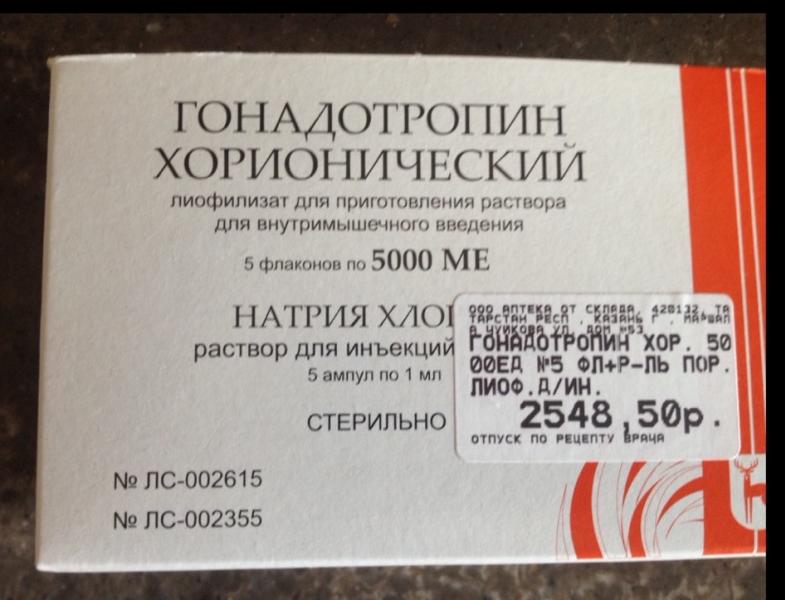 ГОНАДОТРОПИН
ХОРИОНИЧЕСКИЙ
лиофилизат для приготовления раствора
для внутримышечного введения
5 флаконов по 5000 МЕ
НАТРИЯ ХЛО
раствор для инъекций
5 ампул по 1 мл
СТЕРИЛЬНО
№ ЛС-002615
№ ЛС-002355
ООО АПТЕКА ОТ СКЛАДА, 420132, ТА
ТАРСТАН РЕСП , КАЗАНЬ Г , МАРШАЛ
А ЧУЙКОВА УЛ, ДОМ №53
ГОНАДОТРОПИН ХОР. 50
00ЕД №5 ФЛ+Р-ЛЬ ПОР.
ЛИОФ.Д/ИН.
2548,50р.
ОТПУСК ПО РЕЦЕПТУ ВРАЧА